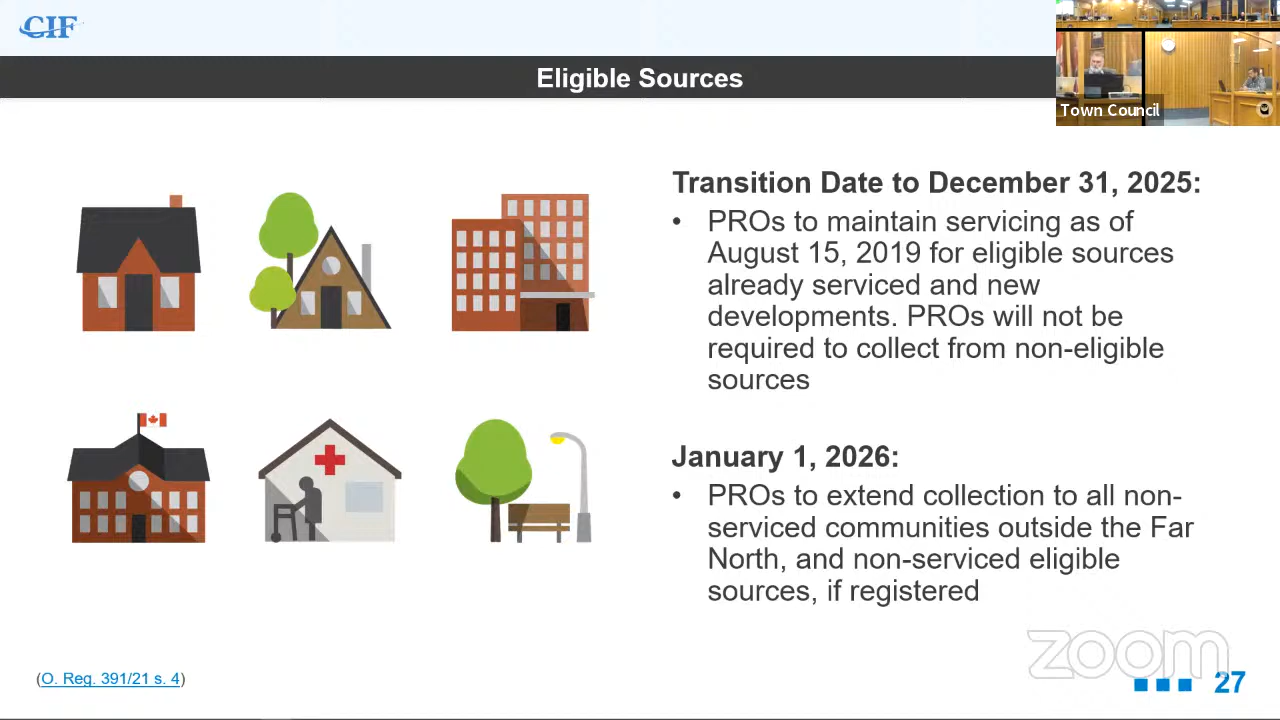 CIF
Eligible Sources
Town Council
Transition Date to December 31, 2025:
• PROs to maintain servicing as of
August 15, 2019 for eligible sources
already serviced and new
developments. PROs will not be
required to collect from non-eligible
sources
January 1, 2026:
• PROs to extend collection to all non-
serviced communities outside the Far
North, and non-serviced eligible
sources, if registered
(O. Reg. 391/21 s. 4)
zoom
27